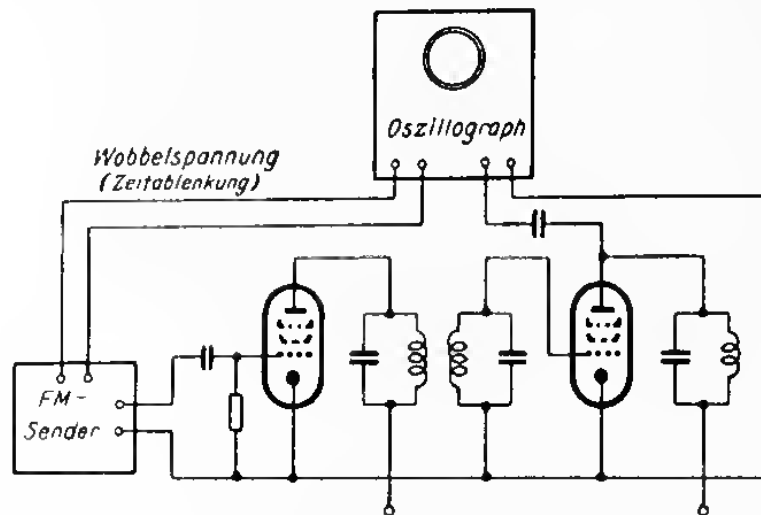 Oszillograph
Wobbelspannung
(Zeitablenkung)
FM-
Sender